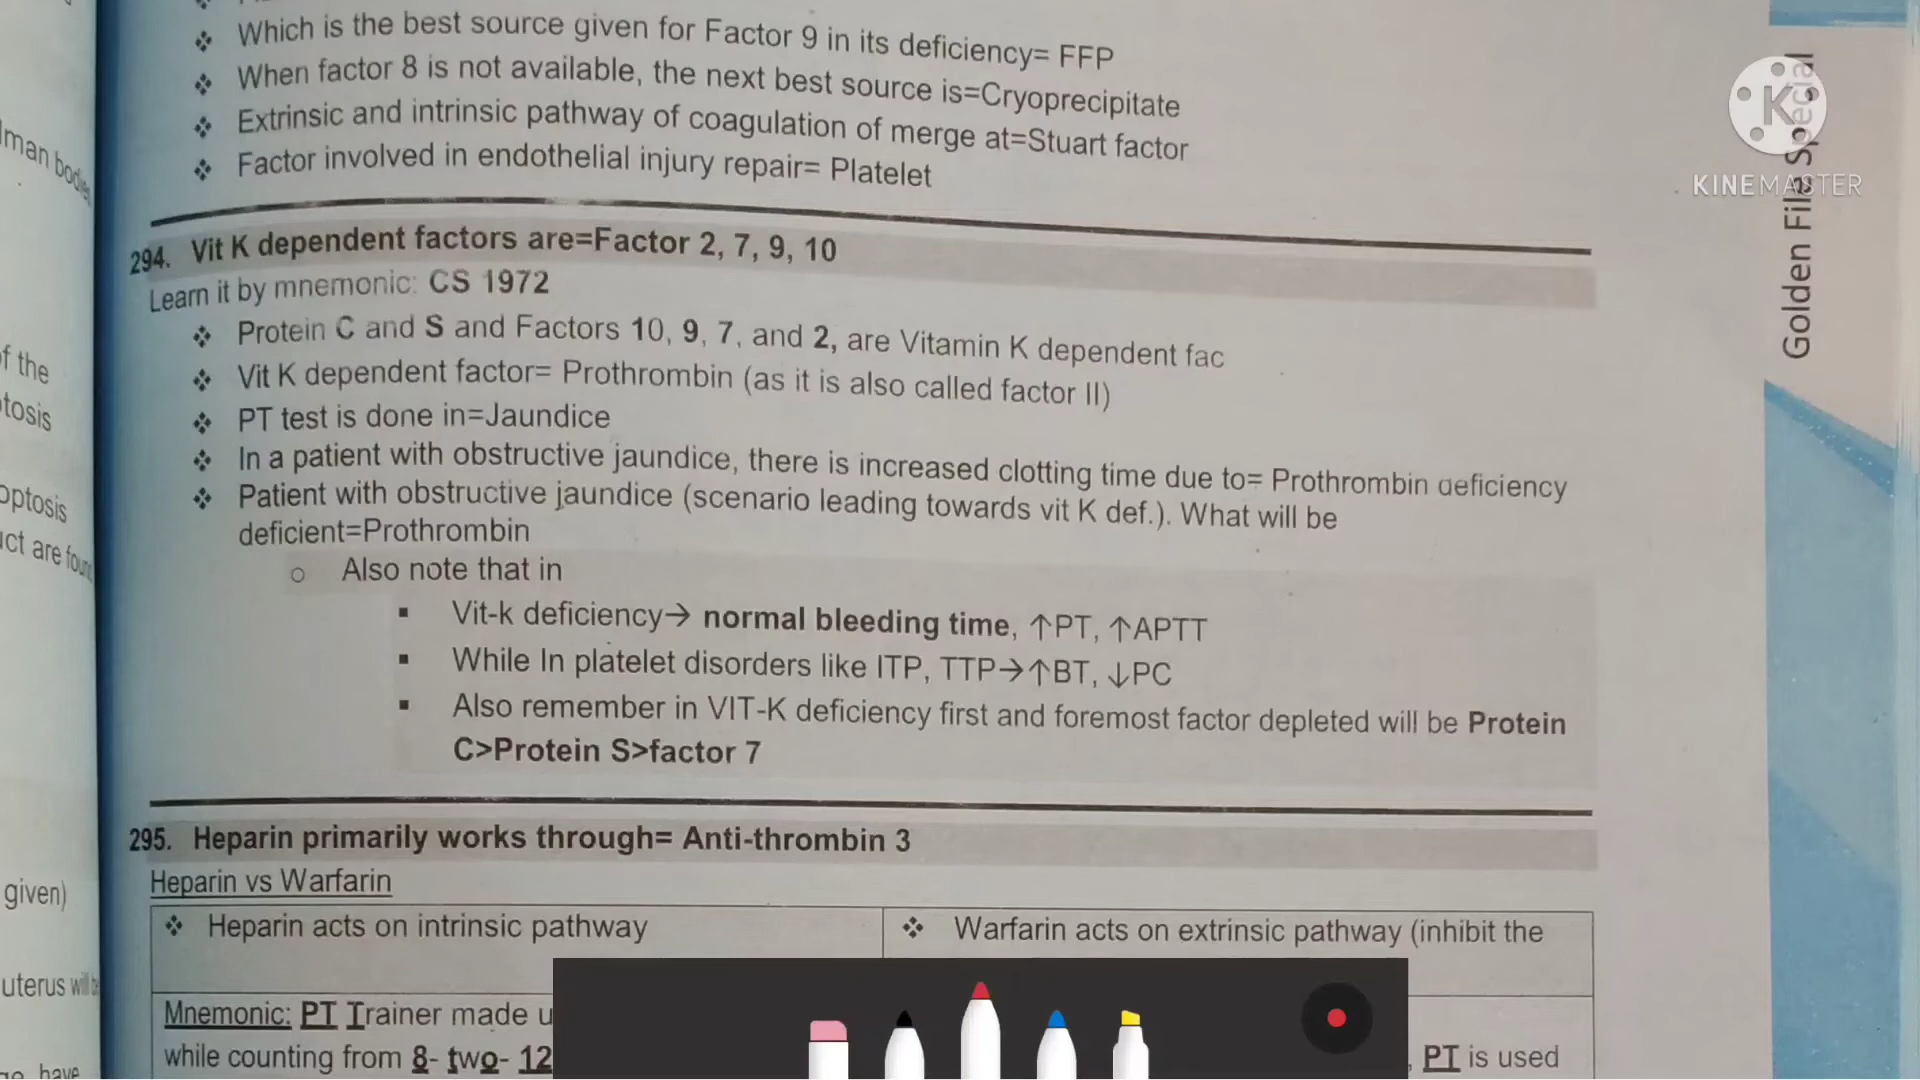 ❖ Which is the best source given for Factor 9 in its deficiency= FFP
❖ When factor 8 is not available, the next best source is=Cryoprecipitate
❖ Extrinsic and intrinsic pathway of coagulation of merge at=Stuart factor
❖ Factor involved in endothelial injury repair= Platelet
294. Vit K dependent factors are=Factor 2, 7, 9, 10
Learn it by mnemonic: CS 1972
❖ Protein C and S and Factors 10, 9, 7, and 2, are Vitamin K dependent fac
❖ Vit K dependent factor= Prothrombin (as it is also called factor II)
❖ PT test is done in=Jaundice
❖ In a patient with obstructive jaundice, there is increased clotting time due to= Prothrombin deficiency
❖ Patient with obstructive jaundice (scenario leading towards vit K def.). What will be
deficient=Prothrombin
o Also note that in
▪ Vit-k deficiency→ normal bleeding time, ↑PT, ↑APTT
▪ While In platelet disorders like ITP, TTP→↑BT, ↓PC
▪ Also remember in VIT-K deficiency first and foremost factor depleted will be Protein
C>Protein S>factor 7
295. Heparin primarily works through= Anti-thrombin 3
Heparin vs Warfarin
❖ Heparin acts on intrinsic pathway
❖ Warfarin acts on extrinsic pathway (inhibit the
Mnemonic: PT Trainer made u
while counting from 8- two- 12
, PT is used
of the
given)
uterus will
uct are
have
Golden File Special
K
KINEMASTER